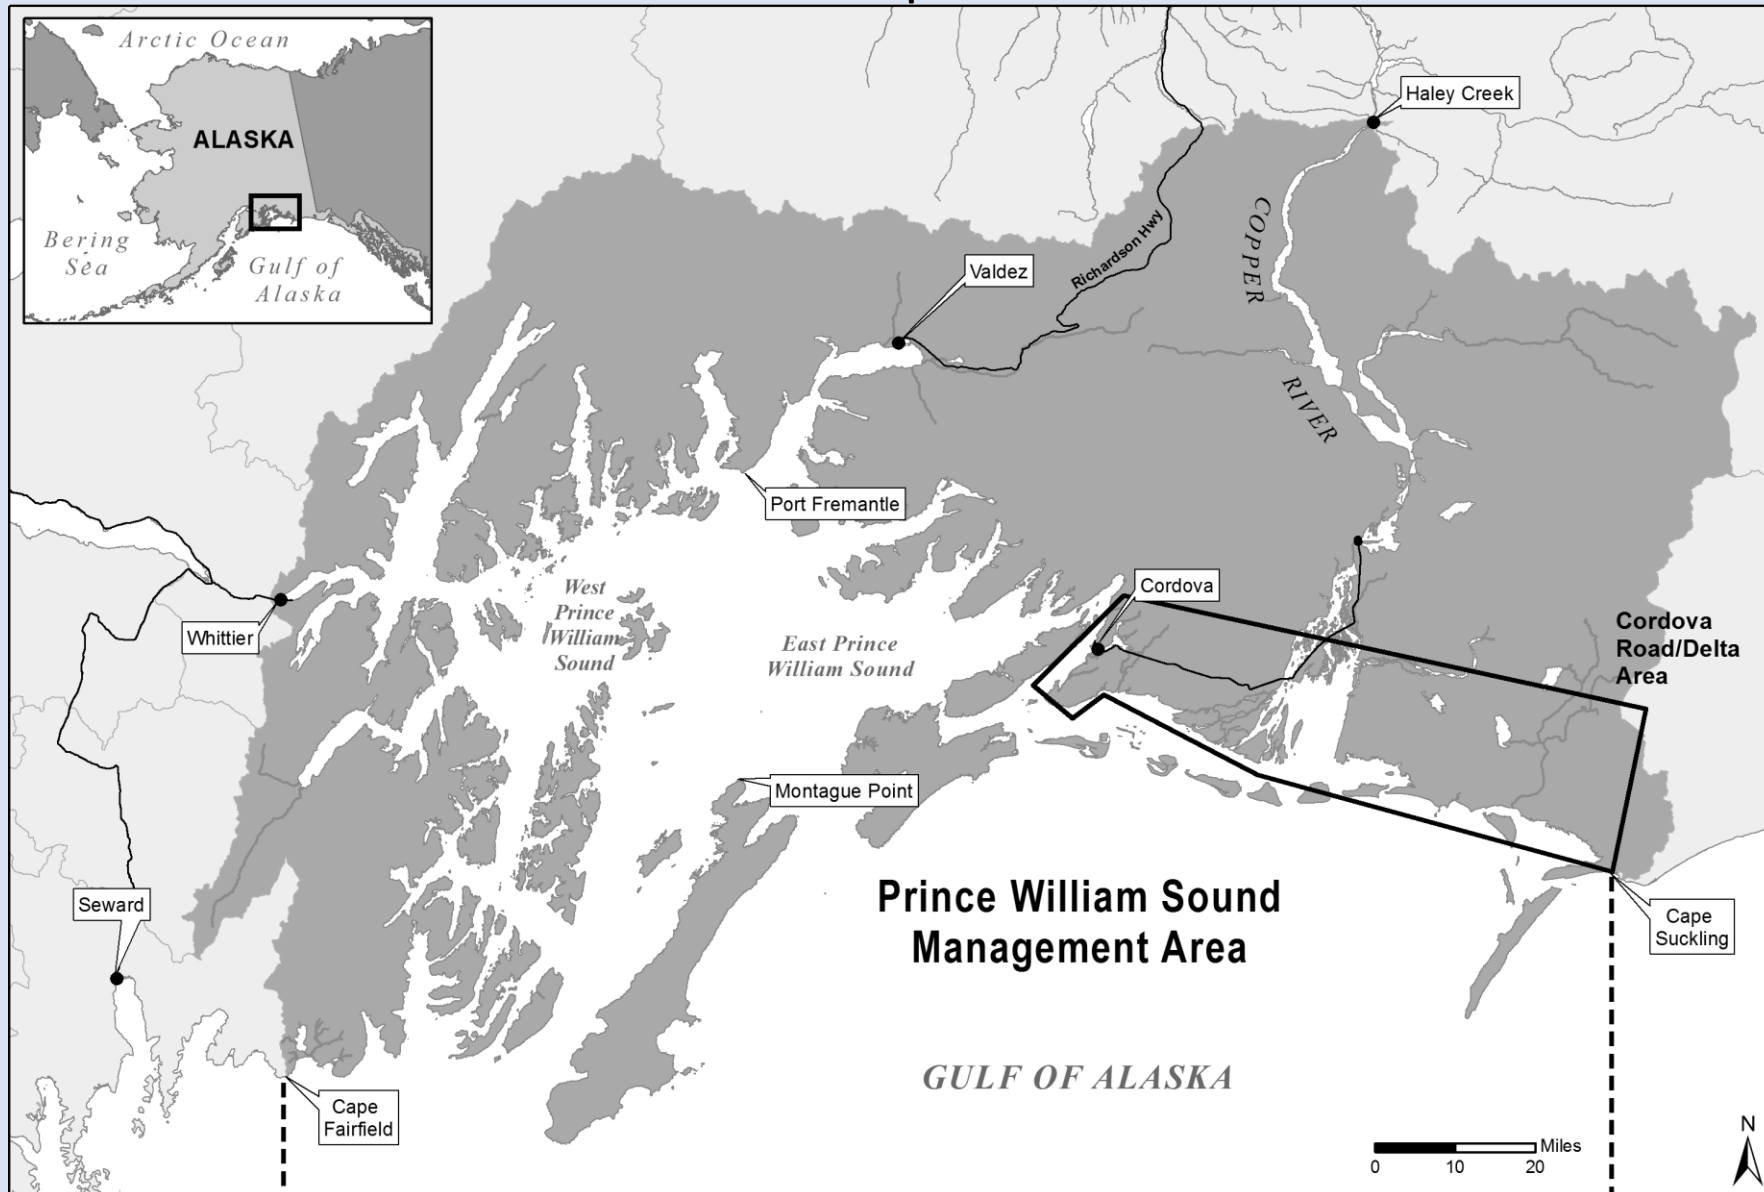 Arctic Ocean
ALASKA
Bering
Sea
Gulf of
Alaska
Haley Creek
COPPER
RIVER
Richardson Hwy
Valdez
Port Fremantle
Whittier
West
Prince
William
Sound
East Prince
William Sound
Cordova
Cordova
Road/Delta
Area
Montague Point
Seward
Prince William Sound
Management Area
Cape
Suckling
GULF OF ALASKA
Cape
Fairfield
Miles
0 10 20
N